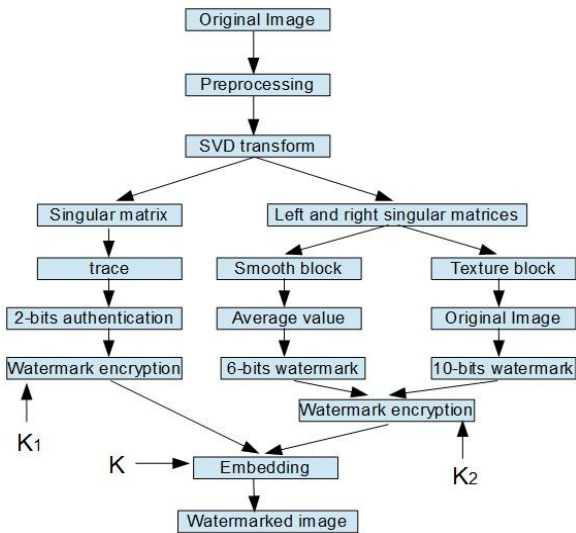 Original Image
Preprocessing
SVD transform
Singular matrix
Left and right singular matrices
trace
Smooth block
Texture block
2-bits authentication
Average value
Original Image
Watermark encryption
6-bits watermark
10-bits watermark
Watermark encryption
K1
K
Embedding
K2
Watermarked image